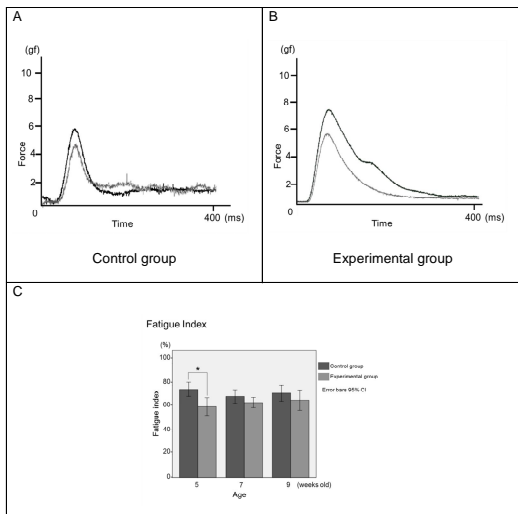 A
(gf)
10
8
6
4
2
0
Force
Time
400 (ms)
Control group
B
(gf)
10
8
6
4
2
0
Force
Time
400 (ms)
Experimental group
C
Fatigue Index
(%)
100
80
60
40
20
0
Fatigue index
*
5 7 9 (weeks old)
Age
Control group
Experimental group
Error bars 95% CI